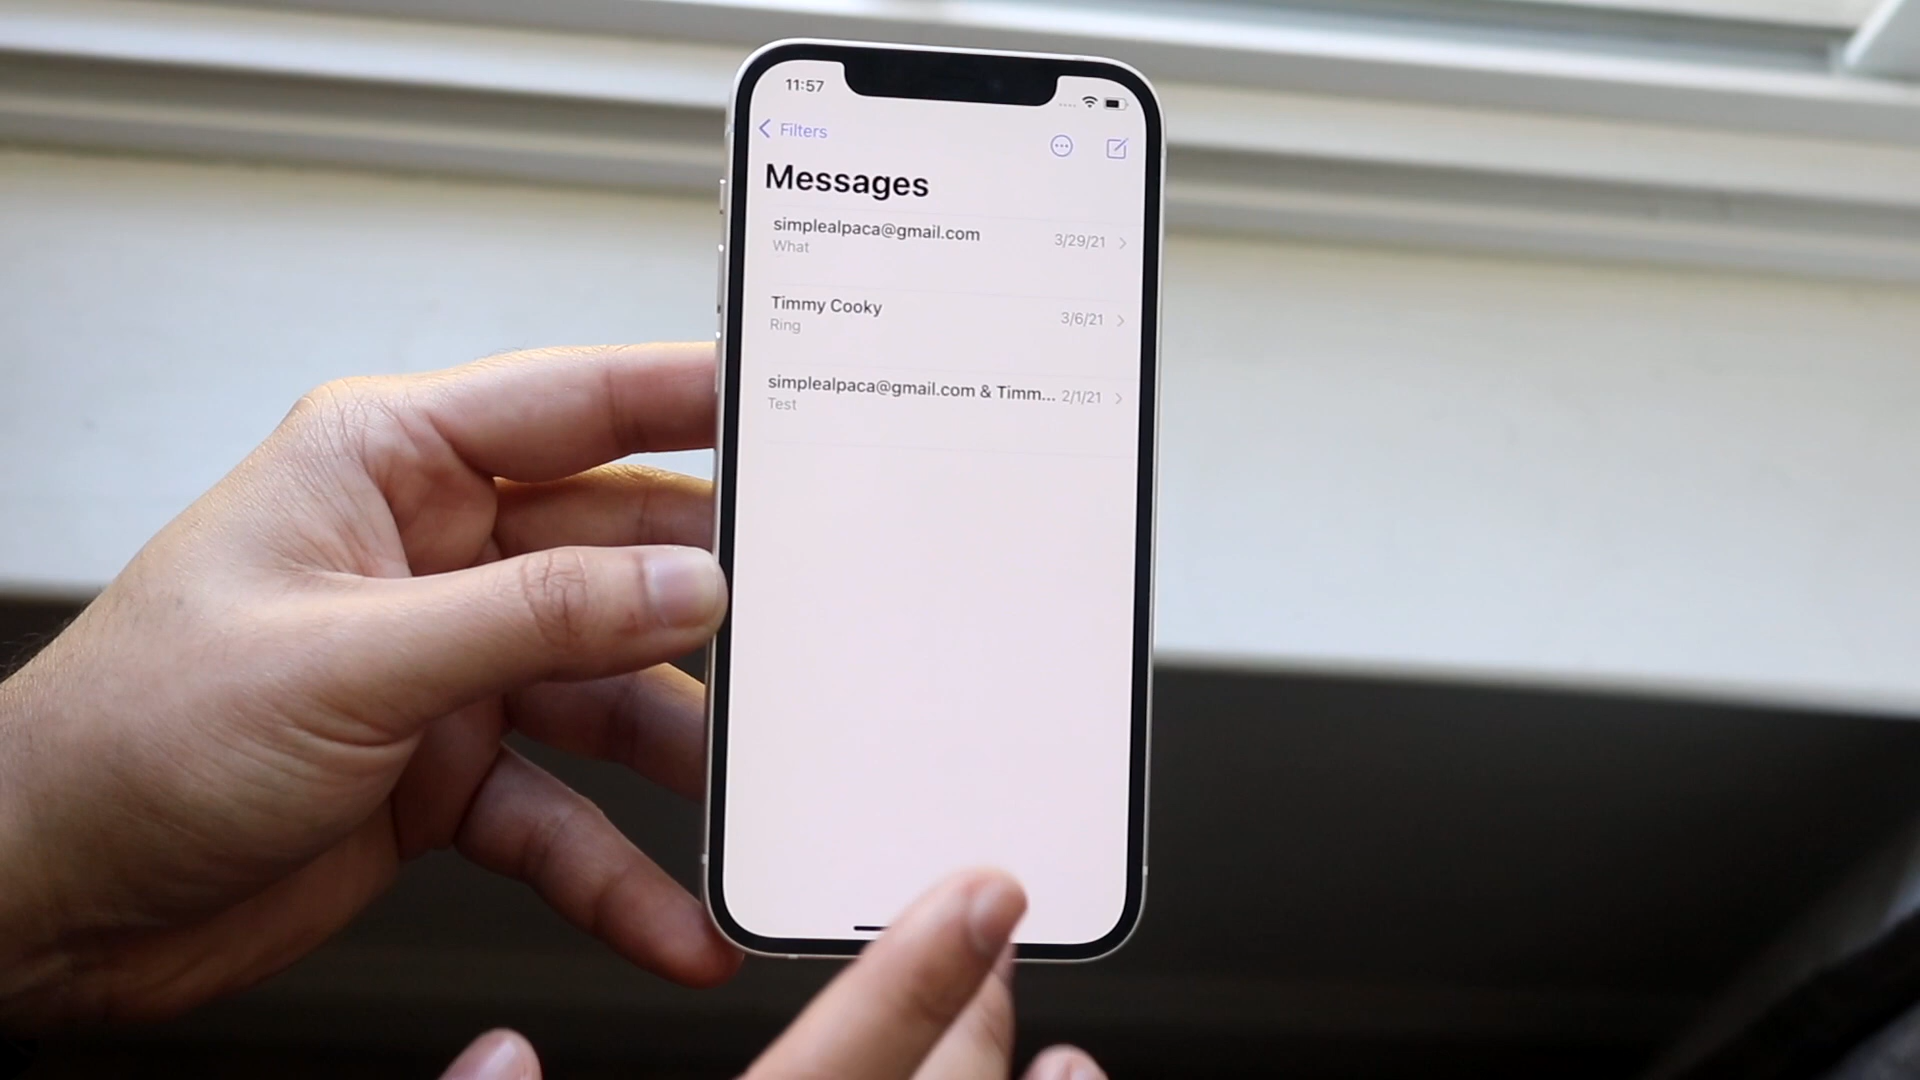 11:57
Filters
Messages
simplealpaca@gmail.com
3/29/21
What
Timmy Cooky
3/6/21
Ring
simplealpaca@gmail.com & Timm...
2/1/21
Test